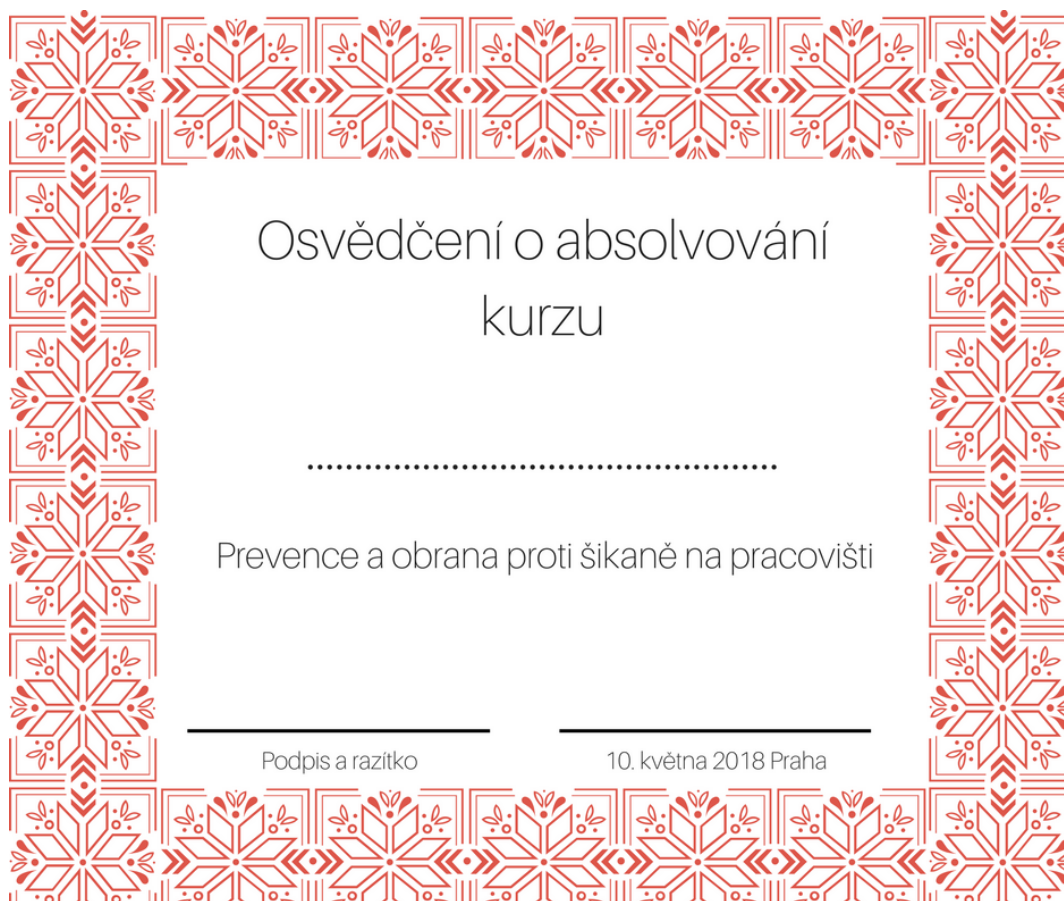 Osvědčení o absolvování
kurzu
.................................................
Prevence a obrana proti šikaně na pracovišti
Podpis a razítko
10. května 2018 Praha